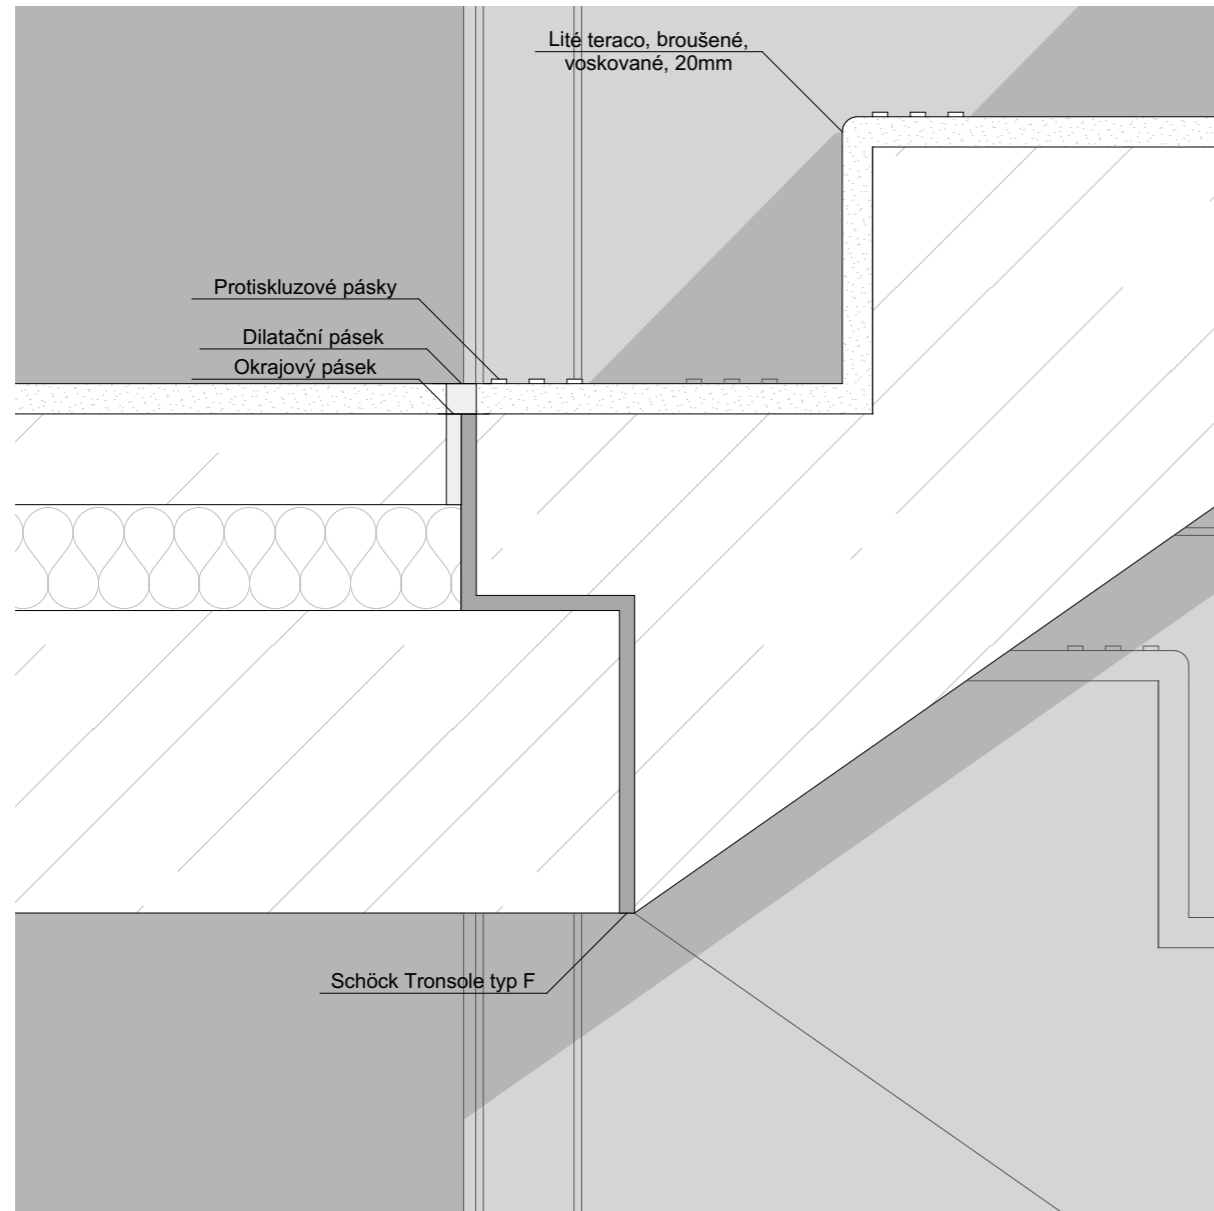 Lité teraco, broušené,
voskované, 20mm
Protiskluzové pásky
Dilatační pásek
Okrajový pásek
Schöck Tronsole typ F